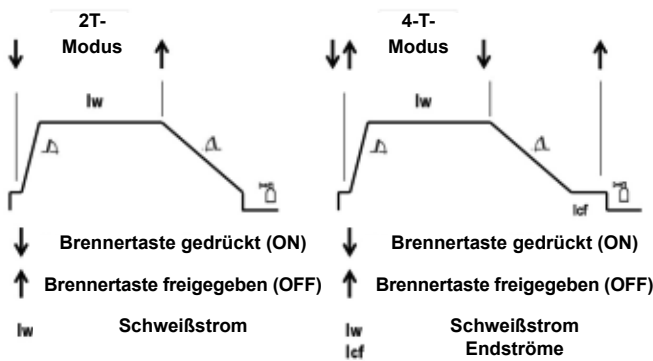 2T-
Modus
4-T-
Modus
Iw
Iw
Icf
Brennertaste gedrückt (ON)
Brennertaste gedrückt (ON)
Brennertaste freigegeben (OFF)
Brennertaste freigegeben (OFF)
Iw
Schweißstrom
Iw
Schweißstrom
Icf
Endströme